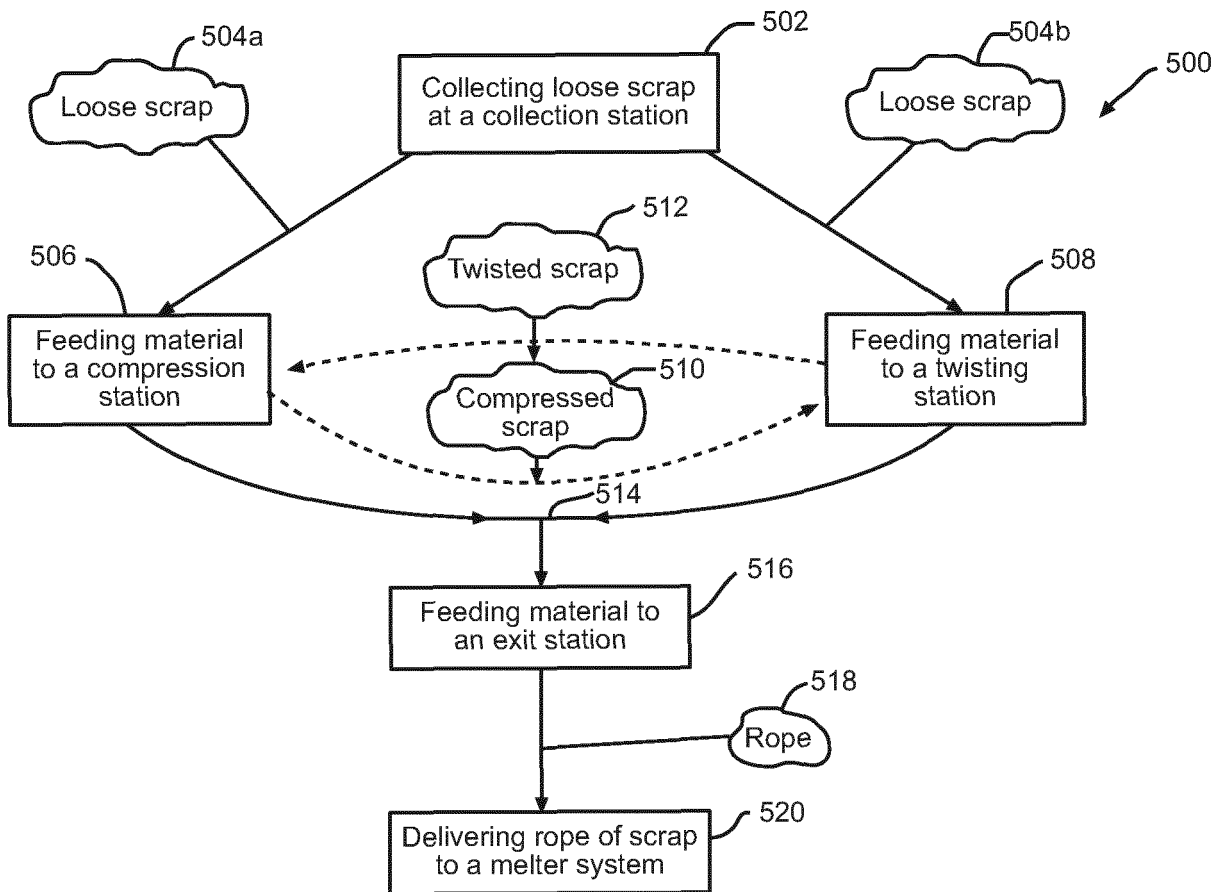 502
504a
504b
500
Loose scrap
Collecting loose scrap
at a collection station
Loose scrap
512
506
Twisted scrap
508
Feeding material
to a compression
station
510
Compressed
scrap
Feeding material
to a twisting
station
514
516
Feeding material to
an exit station
518
Rope
520
Delivering rope of scrap
to a melter system